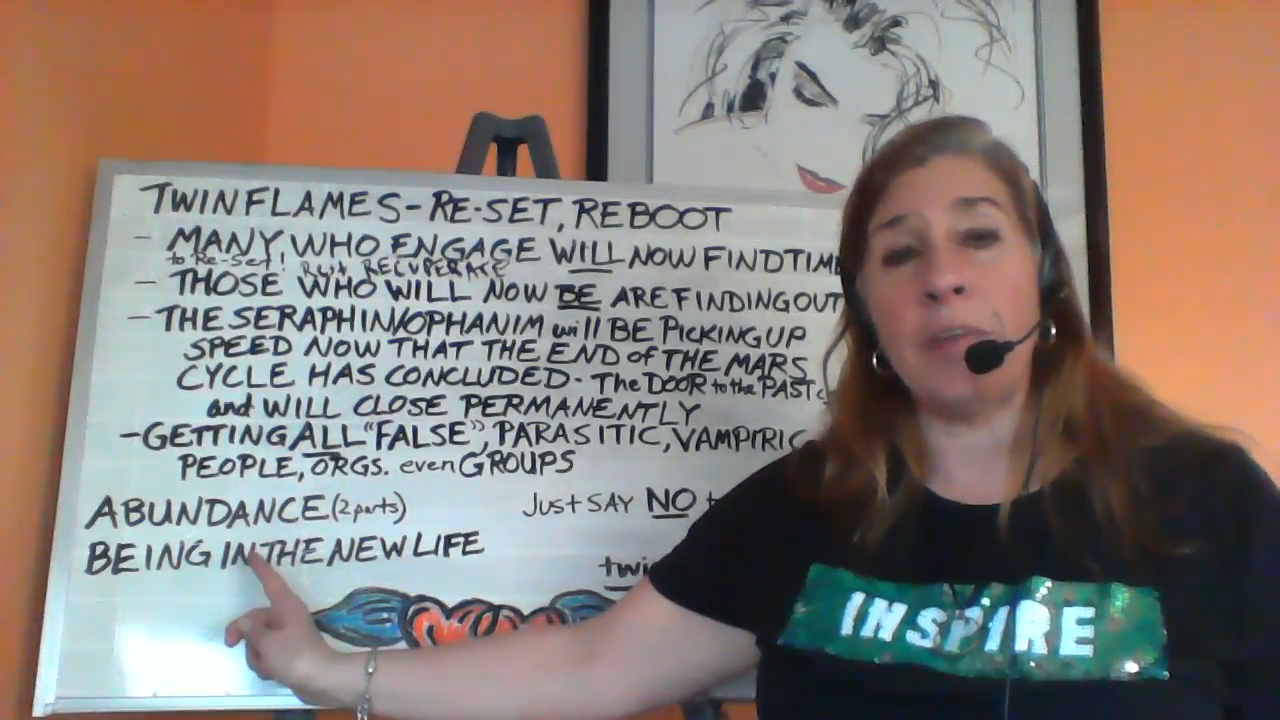 TWINFLAMES-RE-SET, REBOOT
- MANY WHO ENGAGE WILL NOW FINDTIME
to Re-Set! Rest RECUPERATE
- THOSE WHO WILL NOW BE ARE FINDING OUT
- THE SERAPHIN/OPHANIM will BE PICKING UP
SPEED NOW THAT THE END of THE MARS
CYCLE HAS CONCLUDED - The DOOR to the PAST
and WILL CLOSE PERMANENTLY
- GETTING ALL "FALSE", PARASITIC, VAMPIRIC
PEOPLE, ORGS. even GROUPS
ABUNDANCE (2 parts)
Just SAY NO
BEING IN THE NEW LIFE
INSPIRE